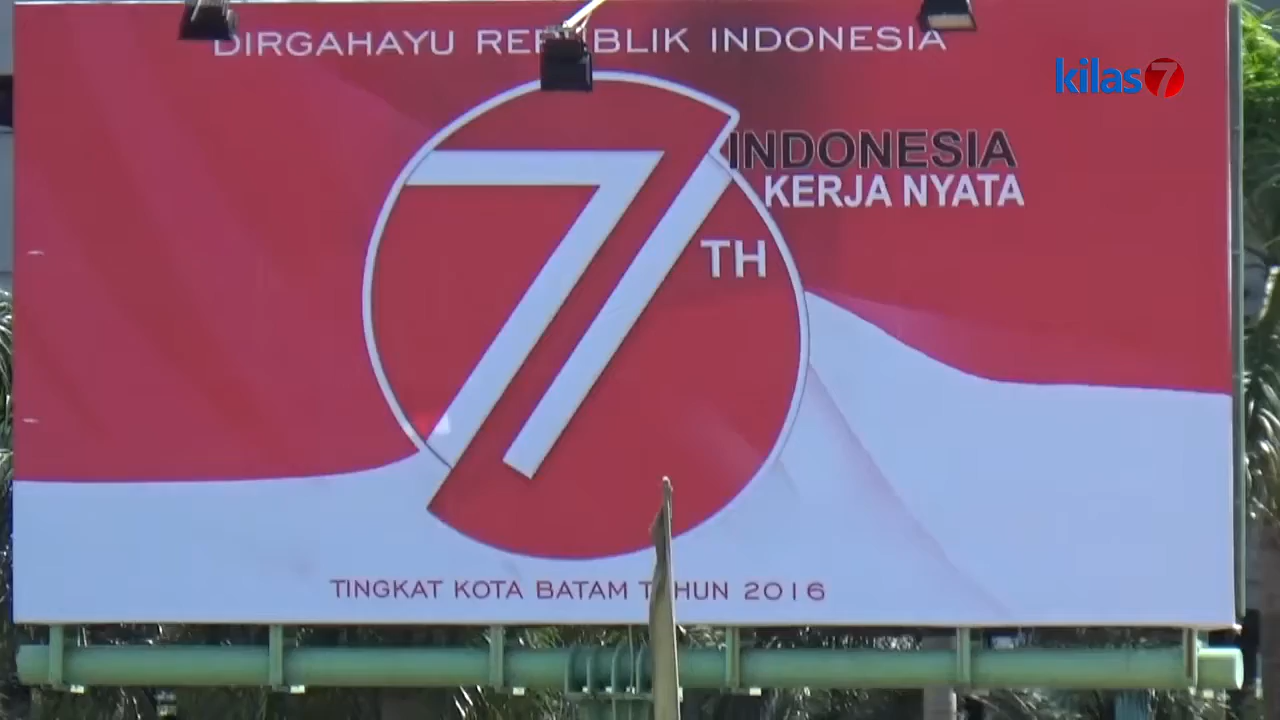 DIRGAHAYU REPUBLIK INDONESIA
kilas7
71
INDONESIA
KERJA NYATA
TH
TINGKAT KOTA BATAM TAHUN 2016